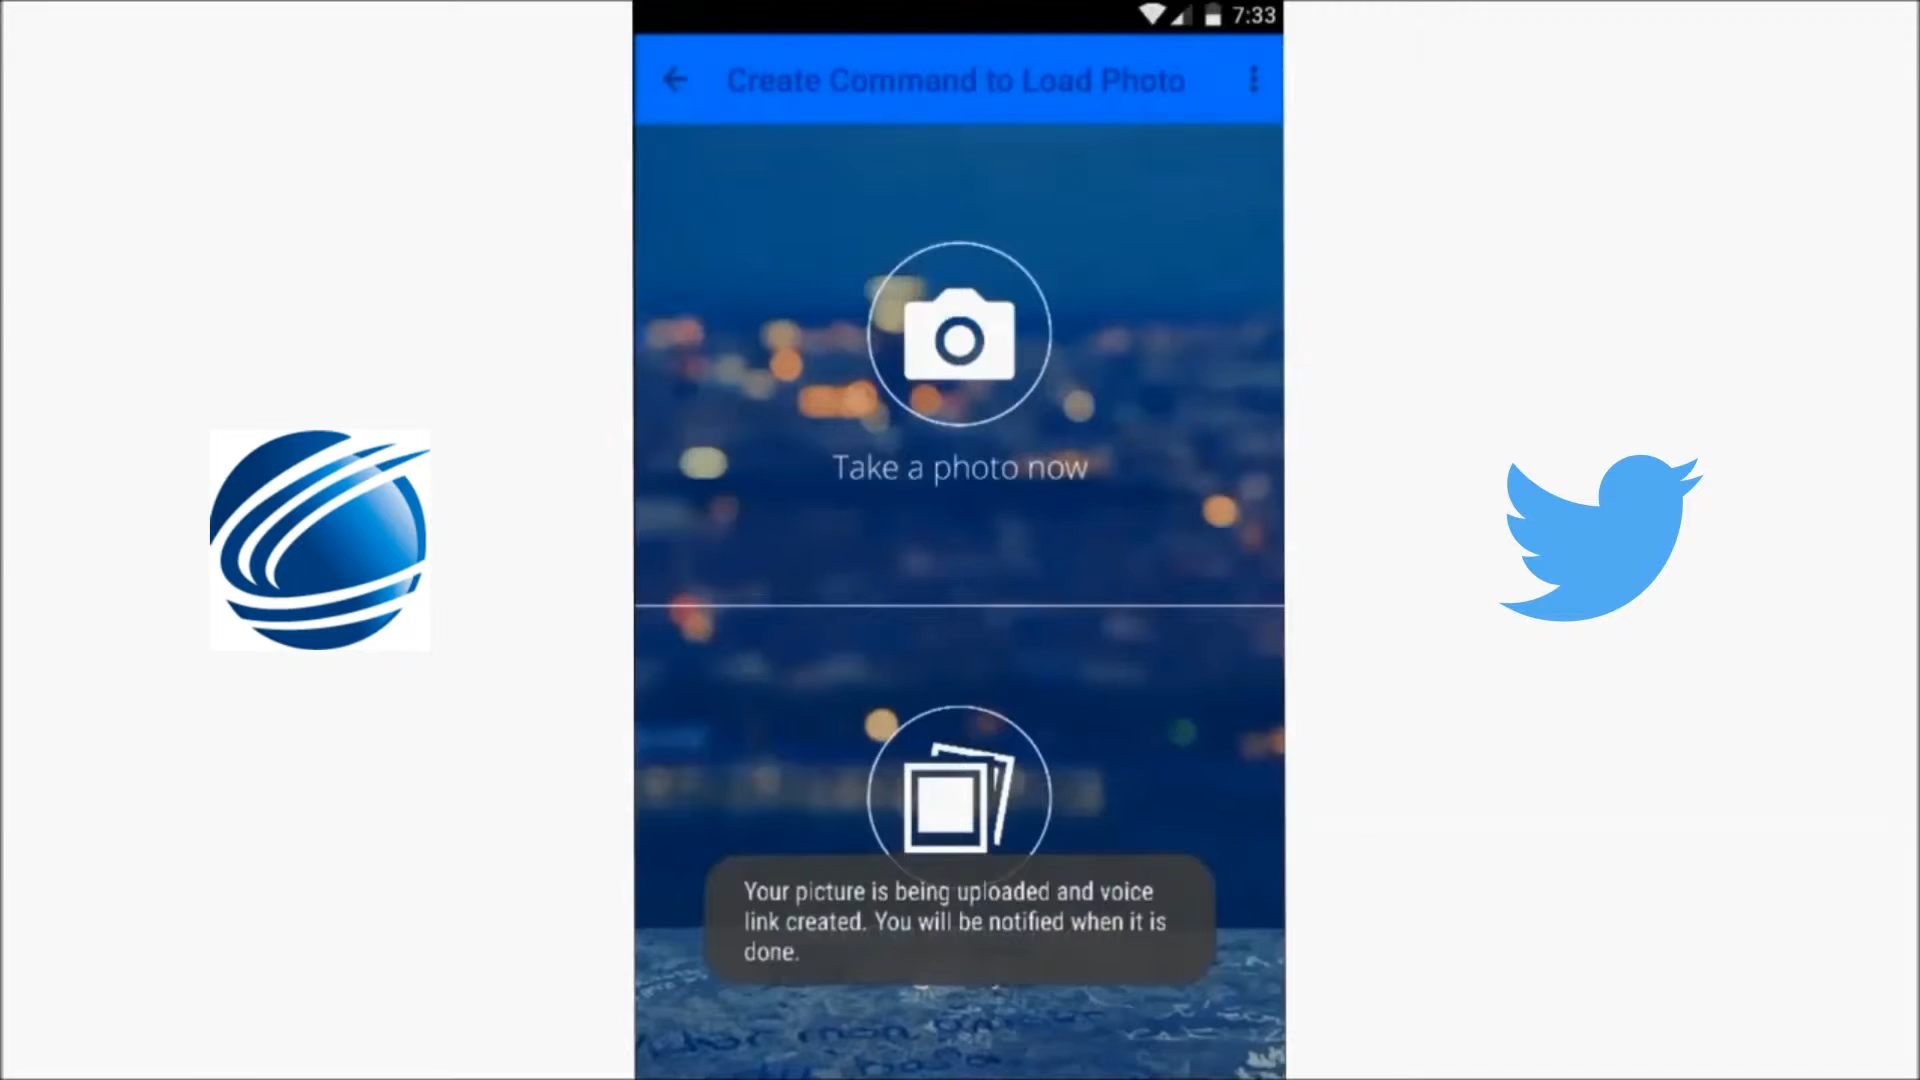 7:33
Create Command to Load Photo
Take a photo now
Your picture is being uploaded and voice
link created. You will be notified when it is
done.